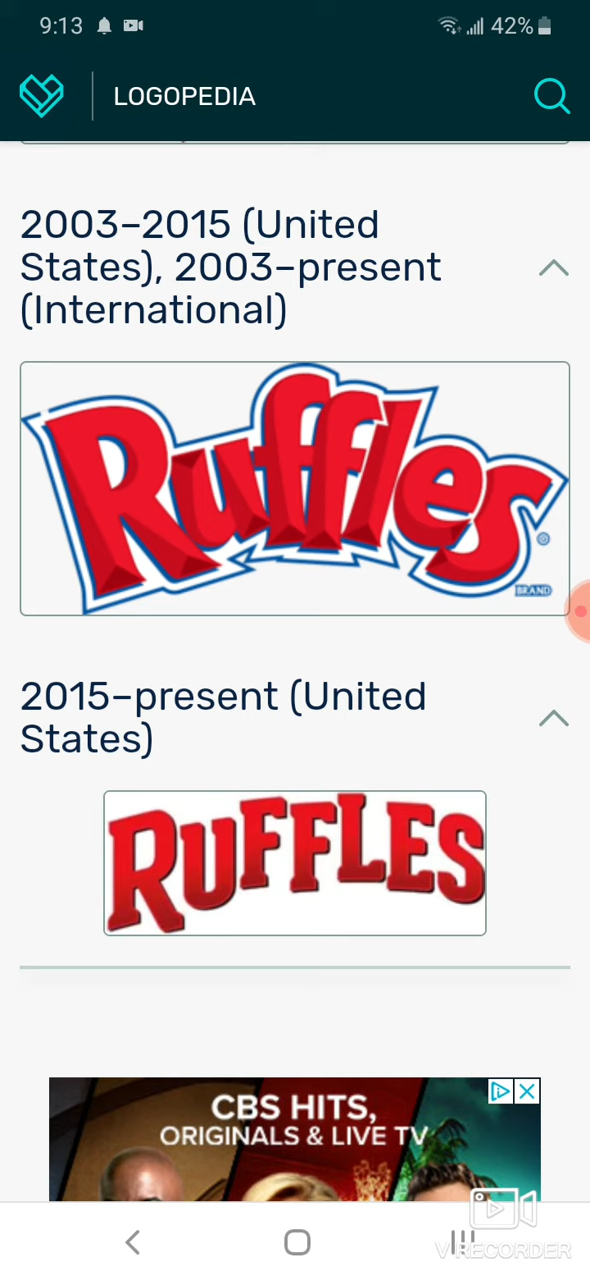 9:13
42%
LOGOPEDIA
2003–2015 (United
States), 2003–present
(International)
Ruffles
®
BRAND
2015–present (United
States)
RUFFLES
CBS HITS,
ORIGINALS & LIVE TV
V RECORDER